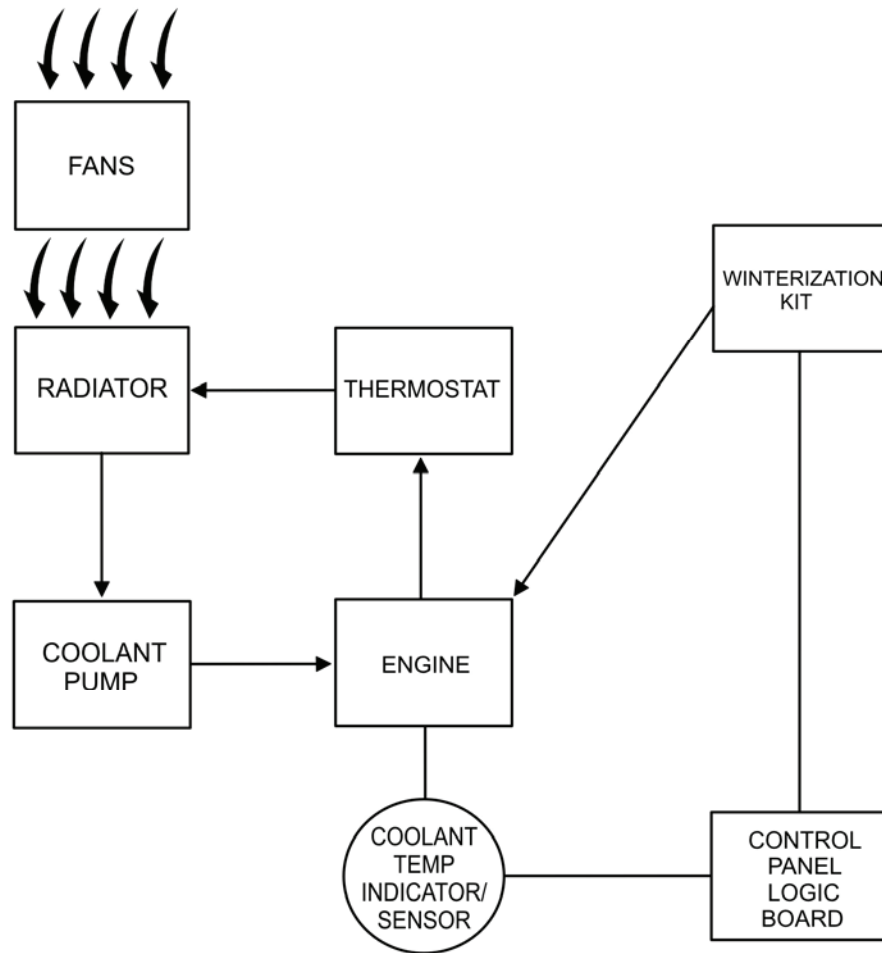 FANS
WINTERIZATION
KIT
RADIATOR
THERMOSTAT
COOLANT
PUMP
ENGINE
COOLANT
TEMP
INDICATOR/
SENSOR
CONTROL
PANEL
LOGIC
BOARD